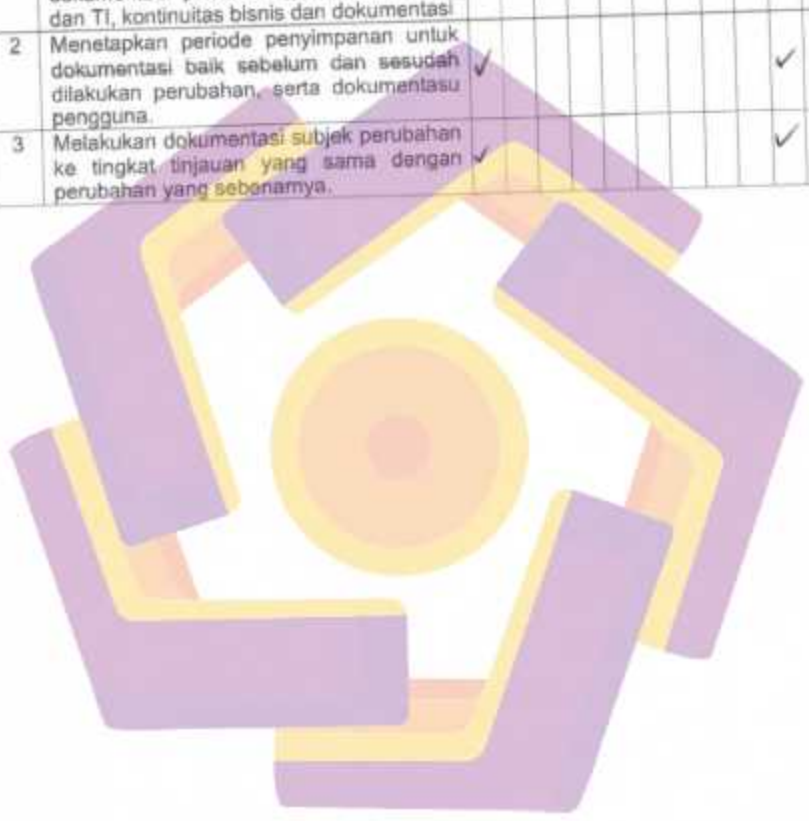 dan TI, kontinuitas bisnis dan dokumentasi
2 Menetapkan periode penyimpanan untuk
dokumentasi baik sebelum dan sesudah ✓ ✓
dilakukan perubahan, serta dokumentasu
pengguna.
3 Melakukan dokumentasi subjek perubahan ✓
ke tingkat tinjauan yang sama dengan ✓
perubahan yang sebenarnya.